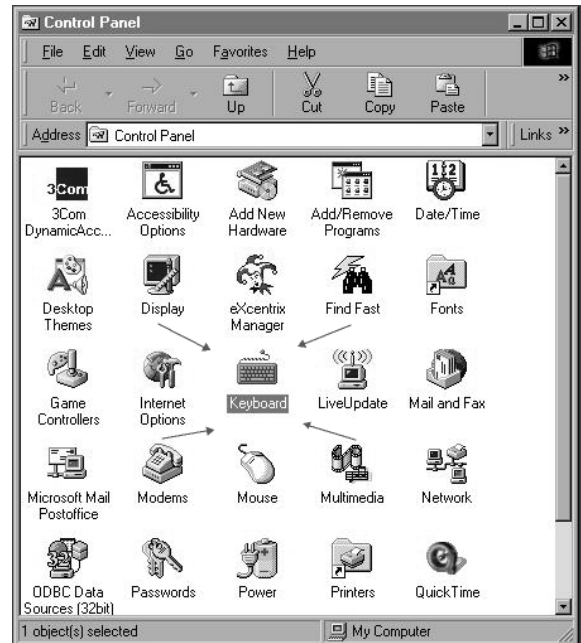 Control Panel
File Edit View Go Favorites Help
Back Forward Up Cut Copy Paste »
Address Control Panel Links »
3Com 12
3Com DynamicAcc... Accessibility Options Add New Hardware Add/Remove Programs Date/Time
Desktop Themes Display eXcentrix Manager Find Fast Fonts
Game Controllers Internet Options Keyboard LiveUpdate Mail and Fax
Microsoft Mail Postoffice Modems Mouse Multimedia Network
32
ODBC Data Sources (32bit) Passwords Power Printers QuickTime
1 object(s) selected My Computer